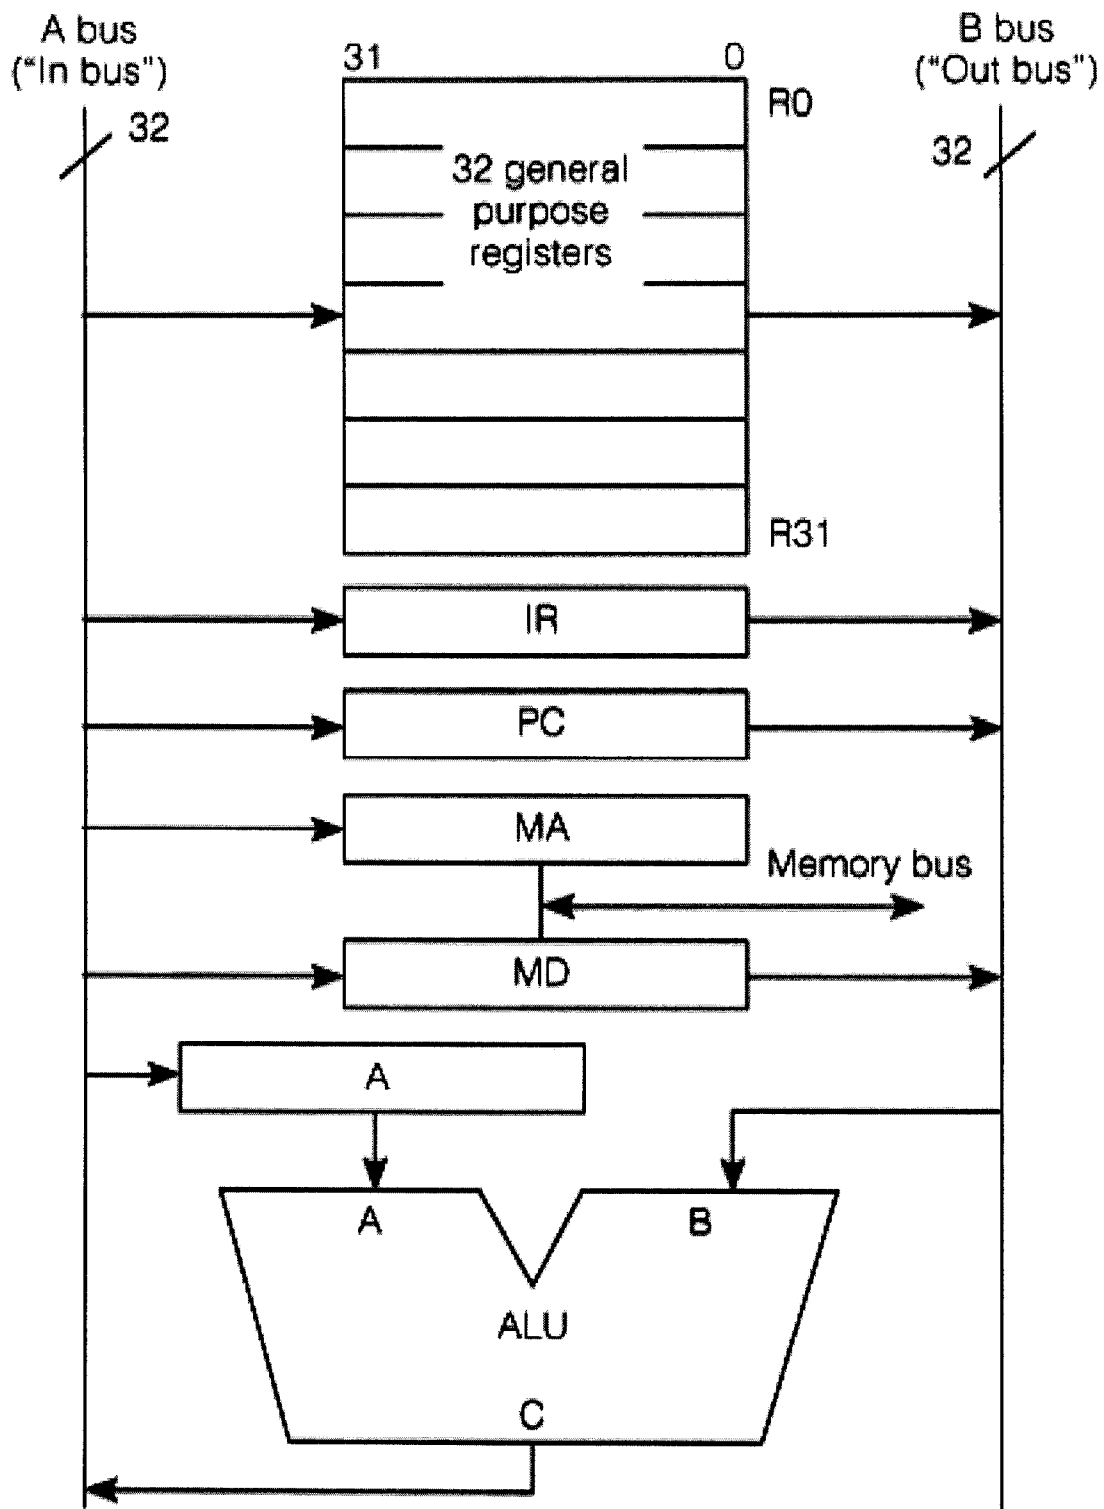 A bus
("In bus")
32
31
0
B bus
("Out bus")
32
R0
32 general
purpose
registers
R31
IR
PC
MA
Memory bus
MD
A
A
B
ALU
C